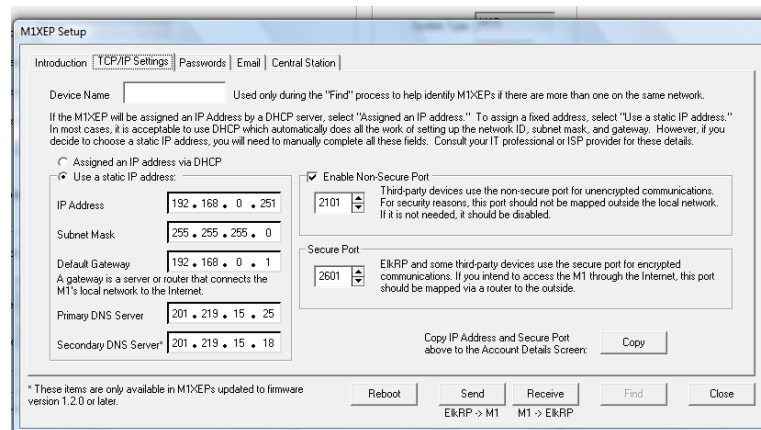 M1XEP Setup
Introduction TCP/IP Settings Passwords Email Central Station
Device Name Used only during the "Find" process to help identify M1XEPs if there are more than one on the same network.
If the M1XEP will be assigned an IP Address by a DHCP server, select "Assigned an IP address." To assign a fixed address, select "Use a static IP address."
In most cases, it is acceptable to use DHCP which automatically does all the work of setting up the network ID, subnet mask, and gateway. However, if you
decide to choose a static IP address, you will need to manually complete all these fields. Consult your IT professional or ISP provider for these details.
Assigned an IP address via DHCP
Use a static IP address:
IP Address 192 . 168 . 0 . 251
Subnet Mask 255 . 255 . 255 . 0
Default Gateway 192 . 168 . 0 . 1
A gateway is a server or router that connects the
M1's local network to the Internet.
Primary DNS Server 201 . 219 . 15 . 25
Secondary DNS Server* 201 . 219 . 15 . 18
Enable Non-Secure Port
2101
Third-party devices use the non-secure port for unencrypted communications.
For security reasons, this port should not be mapped outside the local network.
If it is not needed, it should be disabled.
Secure Port
2601
ElkRP and some third-party devices use the secure port for encrypted
communications. If you intend to access the M1 through the Internet, this port
should be mapped via a router to the outside.
Copy IP Address and Secure Port
above to the Account Details Screen: Copy
* These items are only available in M1XEPs updated to firmware
version 1.2.0 or later.
Reboot Send Receive Find Close
ElkRP -> M1 M1 -> ElkRP